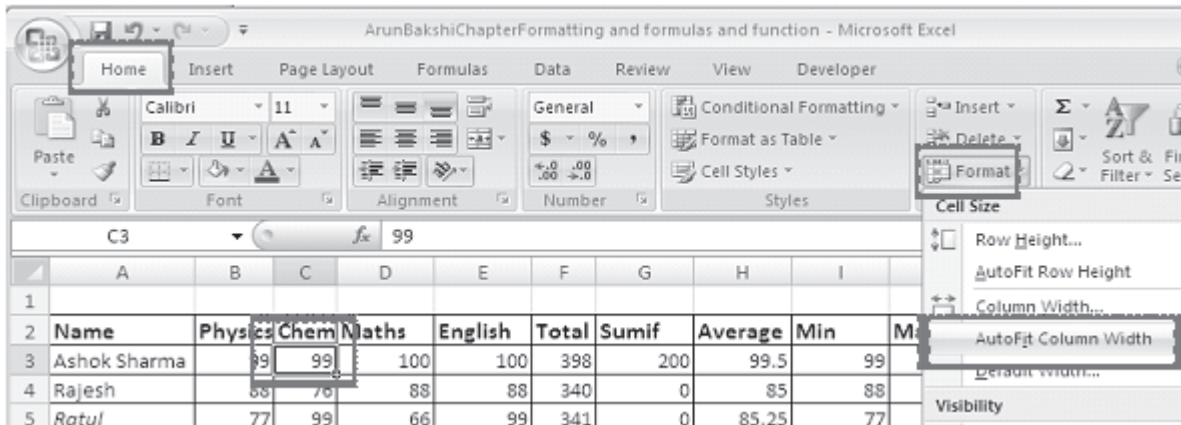 ArunBakshiChapterFormatting and formulas and function - Microsoft Excel
Home Insert Page Layout Formulas Data Review View Developer
Calibri 11 General Conditional Formatting Insert Σ
Paste B I U A A $ % , Format as Table Delete Sort & Filter
A .0 .00 .00 .0 Cell Styles Format
Clipboard Font Alignment Number Styles
Cell Size
C3 fx 99
Row Height...
AutoFit Row Height
Column Width...
AutoFit Column Width
Default Width...
Visibility
A B C D E F G H I
1
2 Name Physics Chem Maths English Total Sumif Average Min
3 Ashok Sharma 99 99 100 100 398 200 99.5 99
4 Rajesh 88 76 88 88 340 0 85 88
5 Ratul 77 99 66 99 341 0 85.25 77